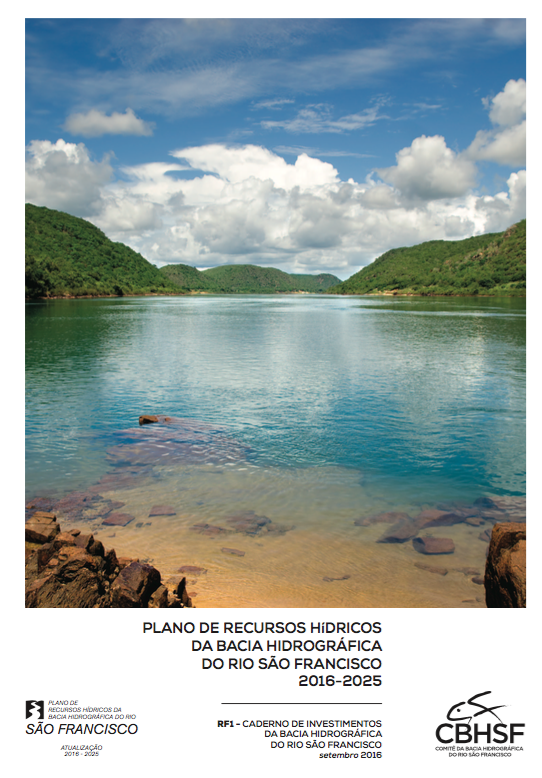 PLANO DE RECURSOS HíDRICOS
DA BACIA HIDROGRÁFICA
DO RIO SÃO FRANCISCO
2016-2025
PLANO DE
RECURSOS HÍDRICOS DA
BACIA HIDROGRÁFICA DO RIO
SÃO FRANCISCO
ATUALIZAÇÃO
2016 - 2025
RF1 - CADERNO DE INVESTIMENTOS
DA BACIA HIDROGRÁFICA
DO RIO SÃO FRANCISCO
setembro 2016
CBHSF
COMITÊ DA BACIA HIDROGRÁFICA
DO RIO SÃO FRANCISCO